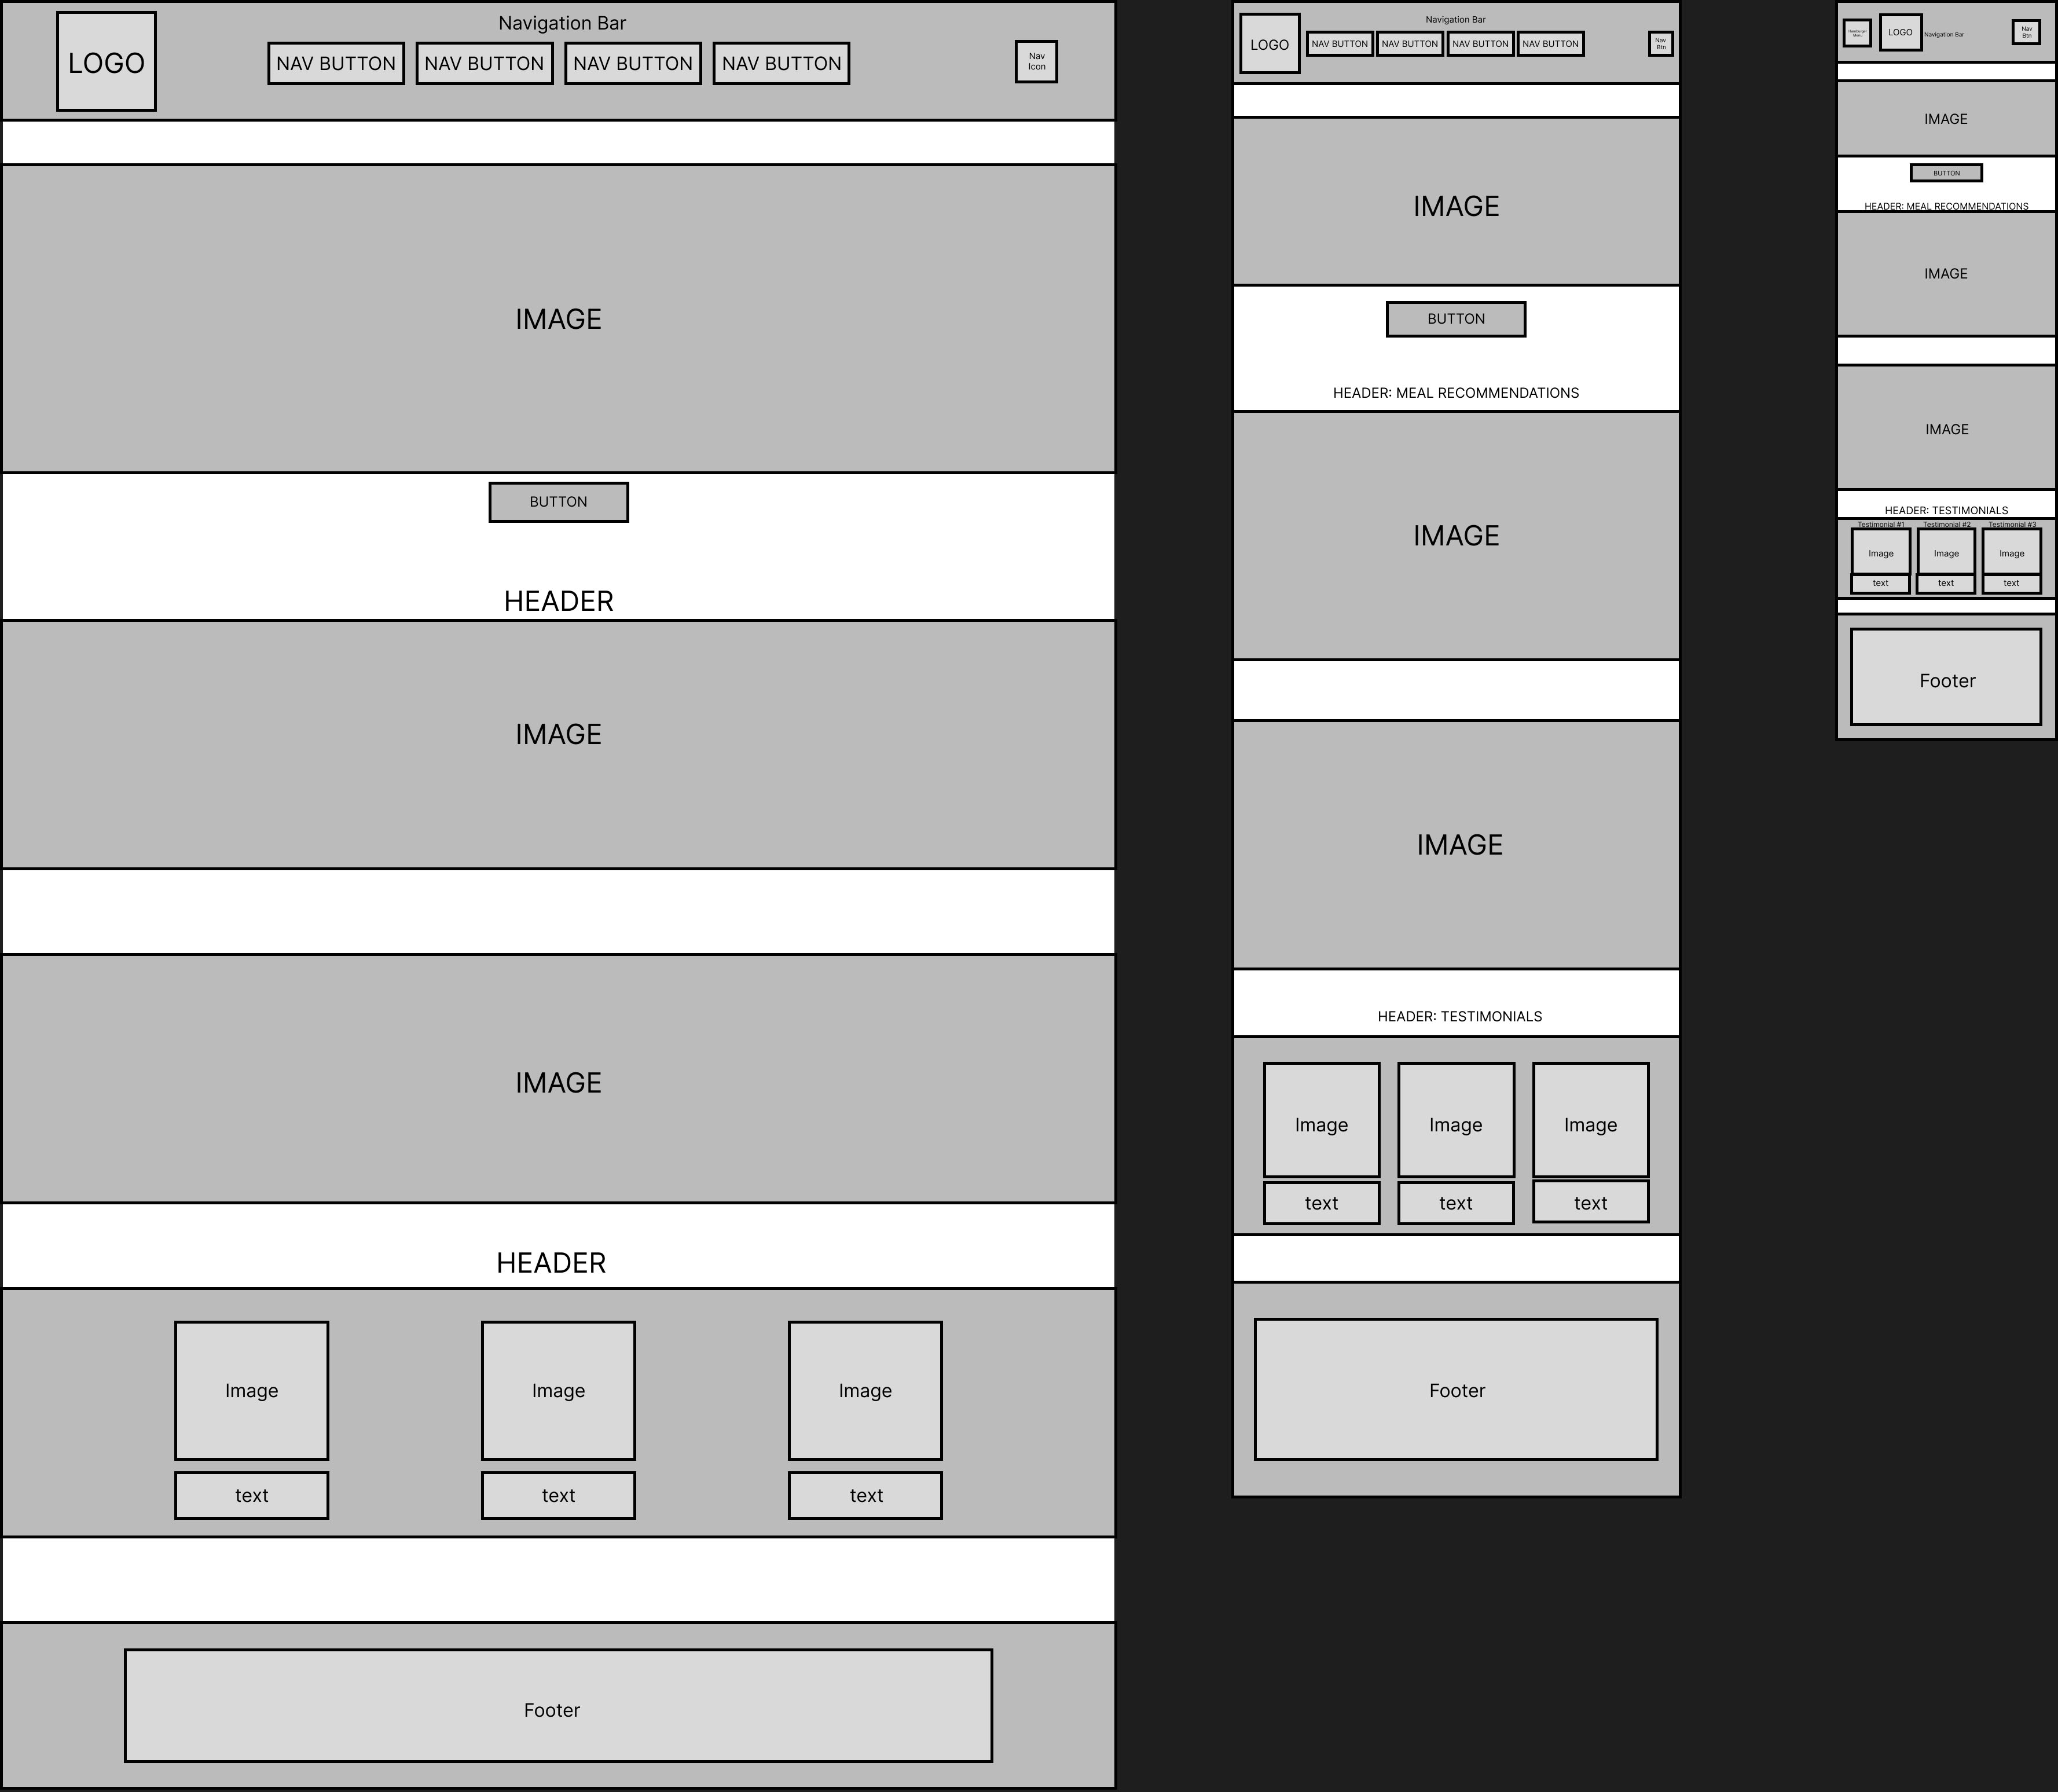 Navigation Bar
LOGO
NAV BUTTON NAV BUTTON NAV BUTTON NAV BUTTON
Nav
Icon
IMAGE
BUTTON
HEADER
IMAGE
IMAGE
HEADER
Image Image Image
text text text
Footer
Navigation Bar
LOGO
NAV BUTTON NAV BUTTON NAV BUTTON NAV BUTTON
Nav
Btn
IMAGE
BUTTON
HEADER: MEAL RECOMMENDATIONS
IMAGE
IMAGE
HEADER: TESTIMONIALS
Image Image Image
text text text
Footer
Hamburger
Menu
LOGO
Navigation Bar
Nav
Btn
IMAGE
BUTTON
HEADER: MEAL RECOMMENDATIONS
IMAGE
IMAGE
HEADER: TESTIMONIALS
Testimonial #1 Testimonial #2 Testimonial #3
Image Image Image
text text text
Footer